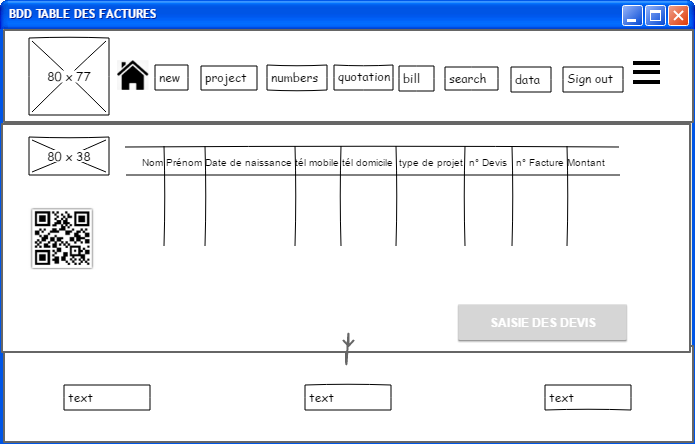 BDD TABLE DES FACTURES
80 x 77
new project numbers quotation bill search data Sign out
80 x 38
Nom Prénom Date de naissance tél mobile tél domicile type de projet n° Devis n° Facture Montant
SAISIE DES DEVIS
text text text